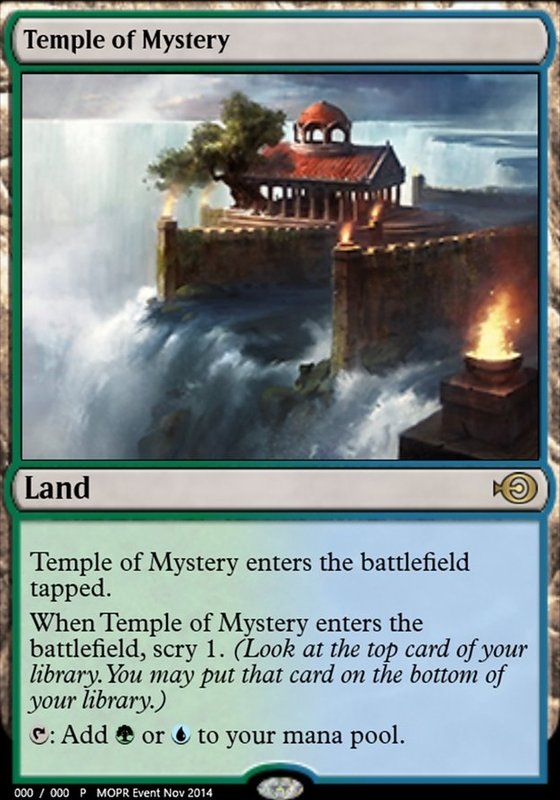 Temple of Mystery
Land
Temple of Mystery enters the battlefield
tapped.
When Temple of Mystery enters the
battlefield, scry 1. (Look at the top card of your
library. You may put that card on the bottom of
your library.)
: Add or to your mana pool.
000 / 000 P MOPR Event Nov 2014